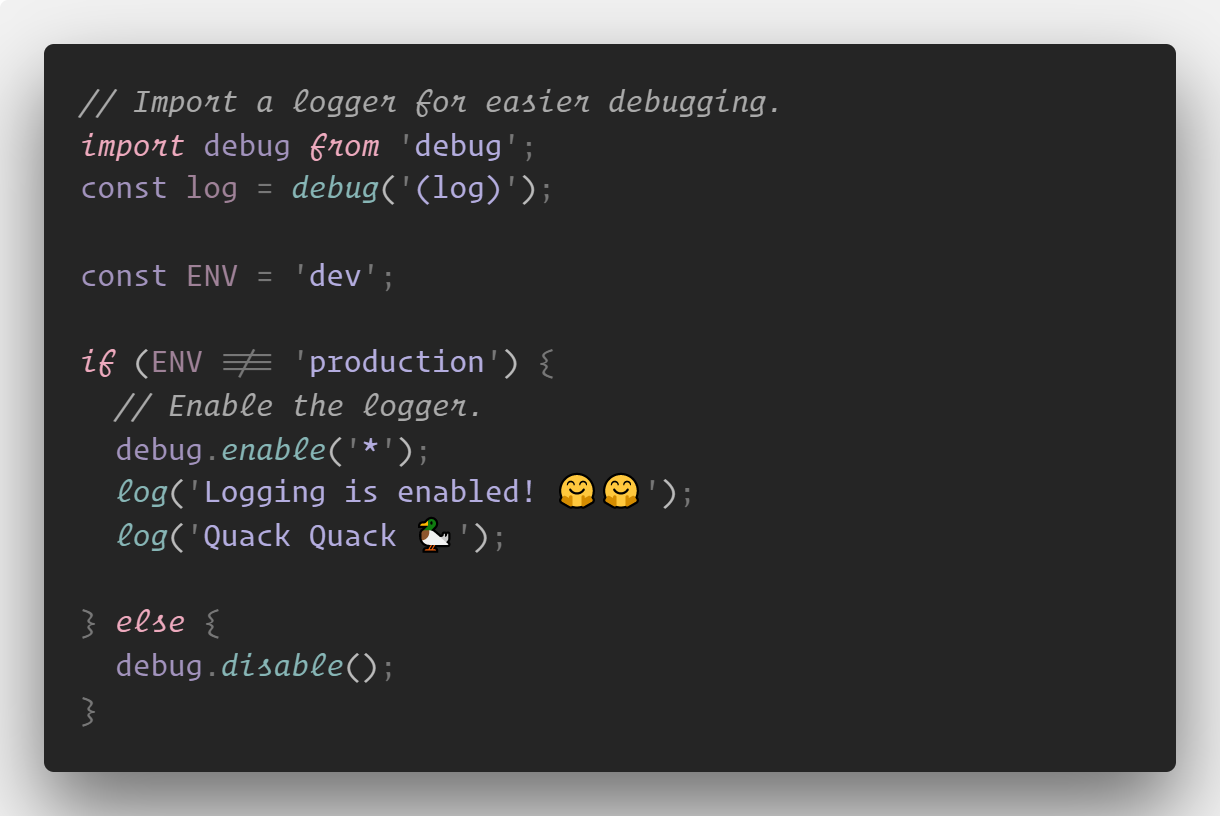 // Import a logger for easier debugging.
import debug from 'debug';
const log = debug('(log)');
const ENV = 'dev';
if (ENV !== 'production') {
// Enable the logger.
debug.enable('*');
log('Logging is enabled! 🤗🤗');
log('Quack Quack 🦆');
} else {
debug.disable();
}